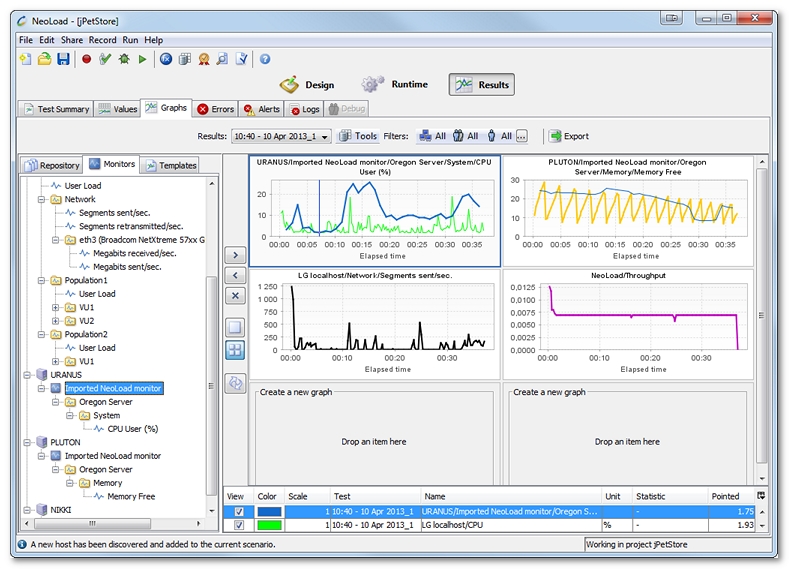 NeoLoad - [jPetStore]
File Edit Share Record Run Help
Design Runtime Results
Test Summary Values Graphs Errors Alerts Logs Debug
Results: 10:40 - 10 Apr 2013_1 Tools Filters: All All All ... Export
Repository Monitors Templates
User Load
Network
Segments sent/sec.
Segments retransmitted/sec.
eth3 (Broadcom NetXtreme 57xx G
Megabits received/sec.
Megabits sent/sec.
Population1
User Load
VU1
VU2
Population2
User Load
VU1
URANUS
Imported NeoLoad monitor
Oregon Server
System
CPU User (%)
PLUTON
Imported NeoLoad monitor
Oregon Server
Memory
Memory Free
NIKKI
URANUS/Imported NeoLoad monitor/Oregon Server/System/CPU
User (%)
20
10
0
00:00 00:05 00:10 00:15 00:20 00:25 00:30 00:36
Elapsed time
PLUTON/Imported NeoLoad monitor/Oregon
Server/Memory/Memory Free
30
20
10
0
00:00 00:05 00:10 00:15 00:20 00:25 00:35
Elapsed time
LG localhost/Network/Segments sent/sec.
1 250
1 000
750
500
250
0
00:00 00:10 00:20 00:30
Elapsed time
NeoLoad/Throughput
0,0125
0,0100
0,0075
0,0050
0,0025
0,0000
00:00 00:10 00:20 00:30
Elapsed time
Create a new graph
Drop an item here
Create a new graph
Drop an item here
View Color Scale Test Name Unit Statistic Pointed
1 10:40 - 10 Apr 2013_1 URANUS/Imported NeoLoad monitor/Oregon S... - 1.75
1 10:40 - 10 Apr 2013_1 LG localhost/CPU % - 1.93
A new host has been discovered and added to the current scenario.
Working in project jPetStore